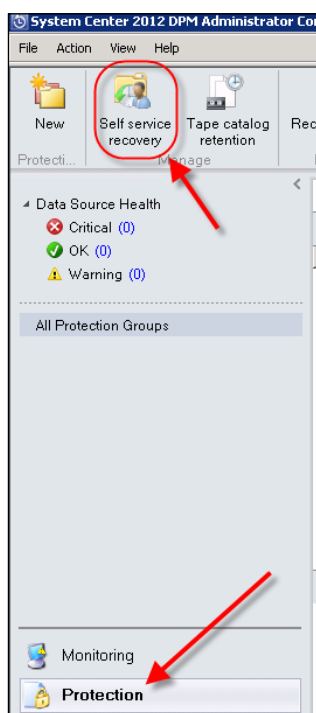 System Center 2012 DPM Administrator Co
File Action View Help
New
Self service recovery
Tape catalog retention
Rec
Protecti...
Manage
Data Source Health
Critical (0)
OK (0)
Warning (0)
All Protection Groups
Monitoring
Protection